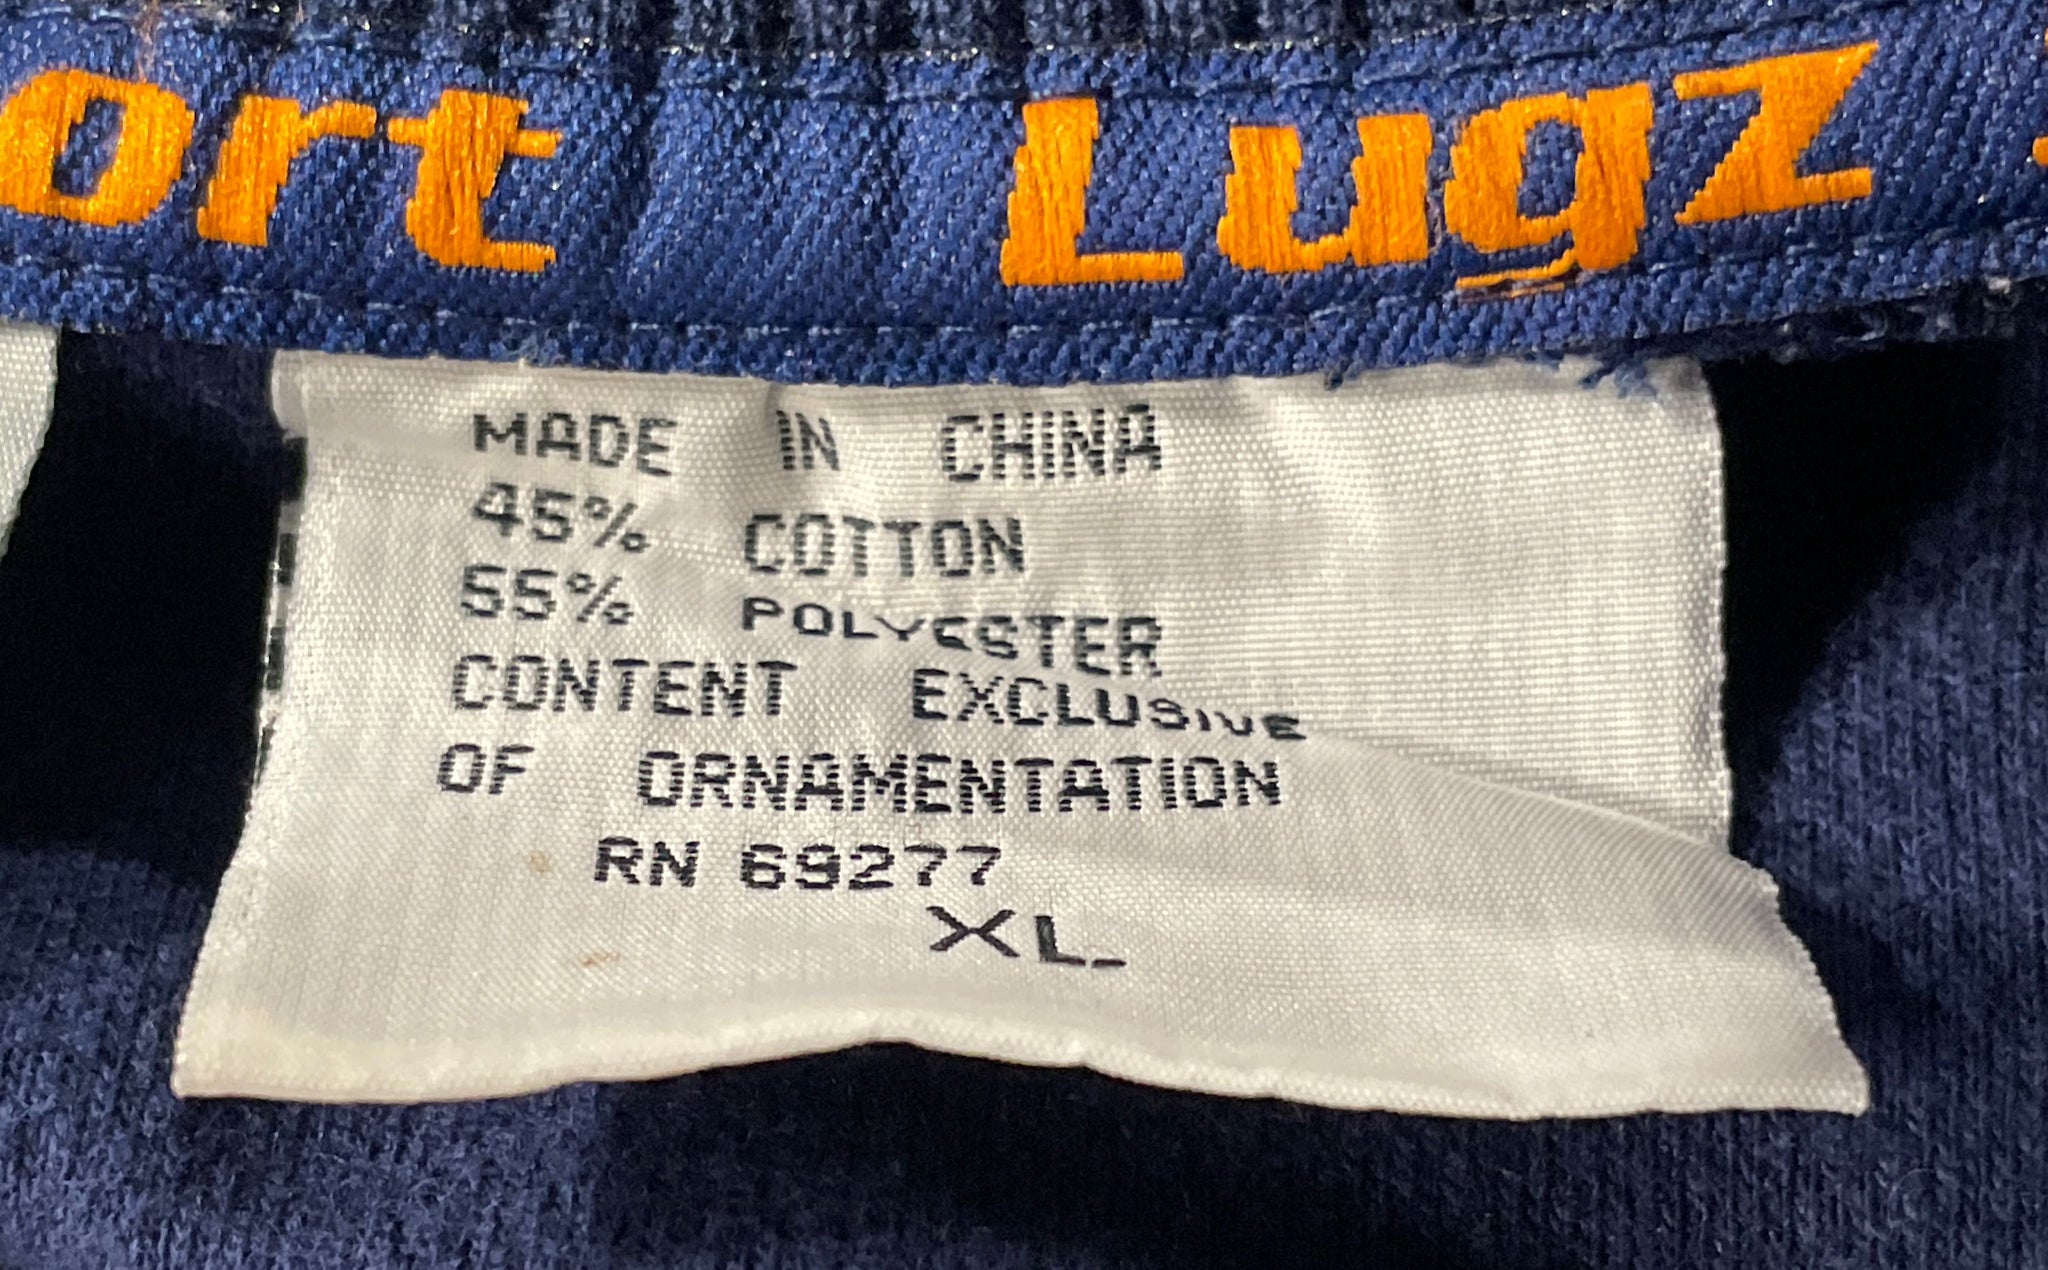 ort Lugz
MADE IN CHINA
45% COTTON
55% POLYESTER
CONTENT EXCLUSIVE
OF ORNAMENTATION
RN 69277
XL